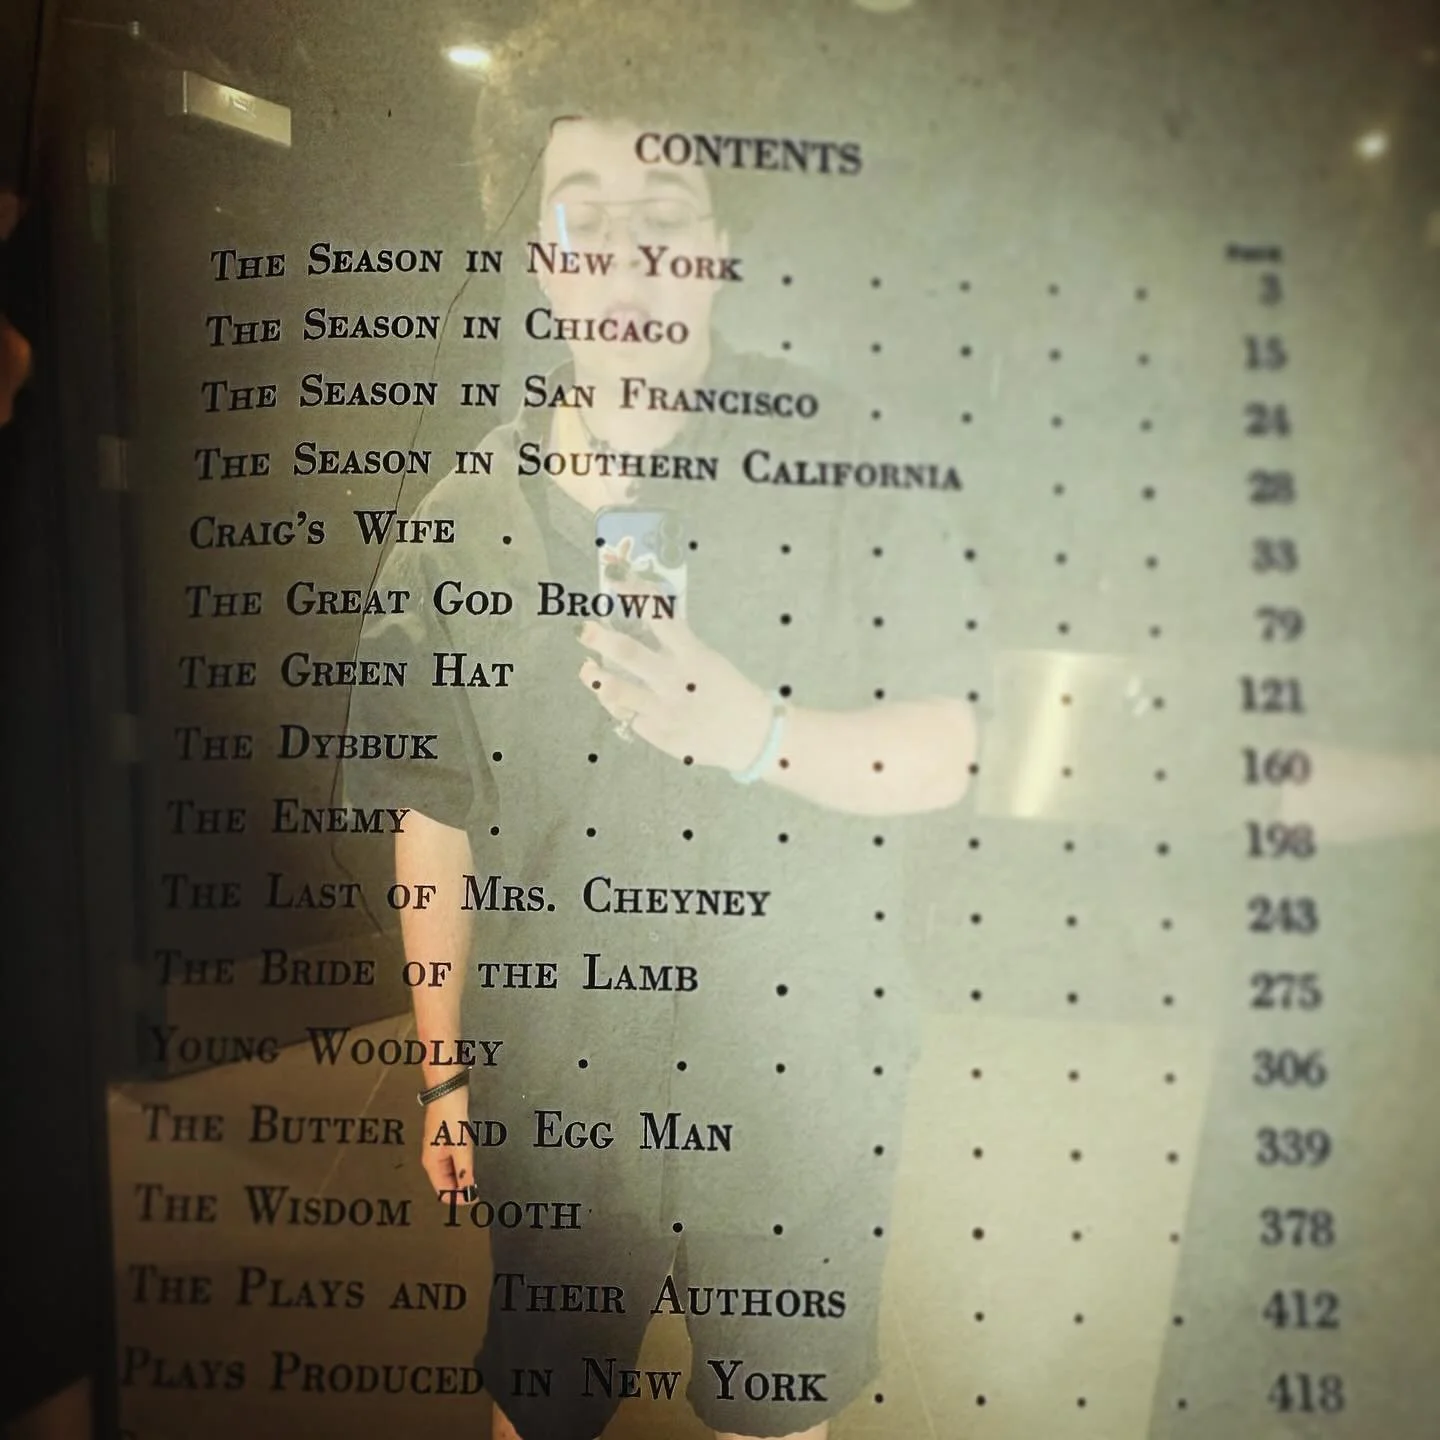 CONTENTS
PAGE
THE SEASON IN NEW YORK . . . . . 3
THE SEASON IN CHICAGO . . . . . 15
THE SEASON IN SAN FRANCISCO . . . . 24
THE SEASON IN SOUTHERN CALIFORNIA . . 28
CRAIG'S WIFE . . . . . . . . 33
THE GREAT GOD BROWN . . . . . 79
THE GREEN HAT . . . . . . . 121
THE DYBBUK . . . . . . . . 160
THE ENEMY . . . . . . . . 198
THE LAST OF MRS. CHEYNEY . . . . 243
THE BRIDE OF THE LAMB . . . . . 275
YOUNG WOODLEY . . . . . . . 306
THE BUTTER AND EGG MAN . . . . 339
THE WISDOM TOOTH . . . . . . 378
THE PLAYS AND THEIR AUTHORS . . . 412
PLAYS PRODUCED IN NEW YORK . . . . 418